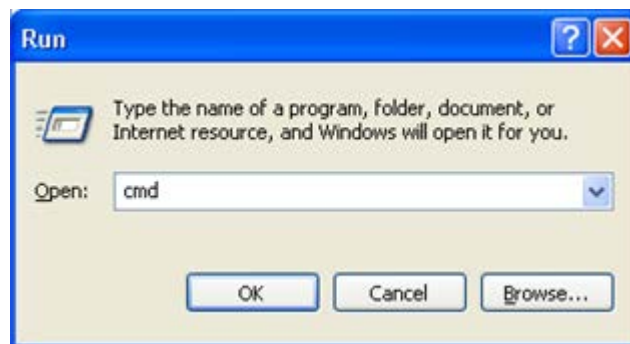 Run
Type the name of a program, folder, document, or
Internet resource, and Windows will open it for you.
Open: cmd
OK Cancel Browse...